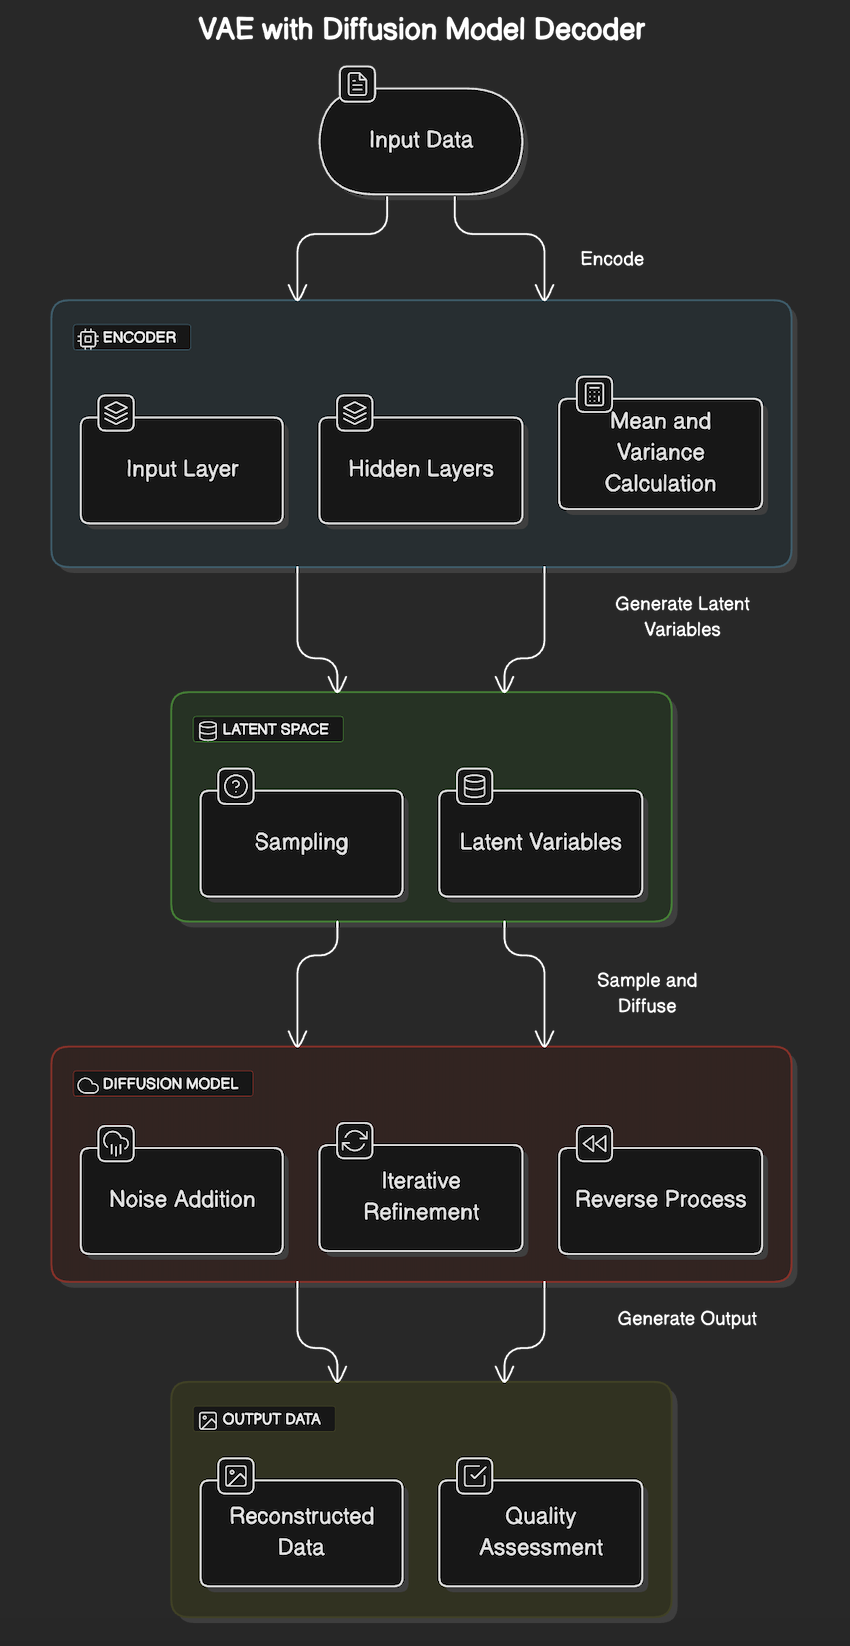 VAE with Diffusion Model Decoder
Input Data
Encode
ENCODER
Input Layer
Hidden Layers
Mean and
Variance
Calculation
Generate Latent
Variables
LATENT SPACE
Sampling
Latent Variables
Sample and
Diffuse
DIFFUSION MODEL
Noise Addition
Iterative
Refinement
Reverse Process
Generate Output
OUTPUT DATA
Reconstructed
Data
Quality
Assessment